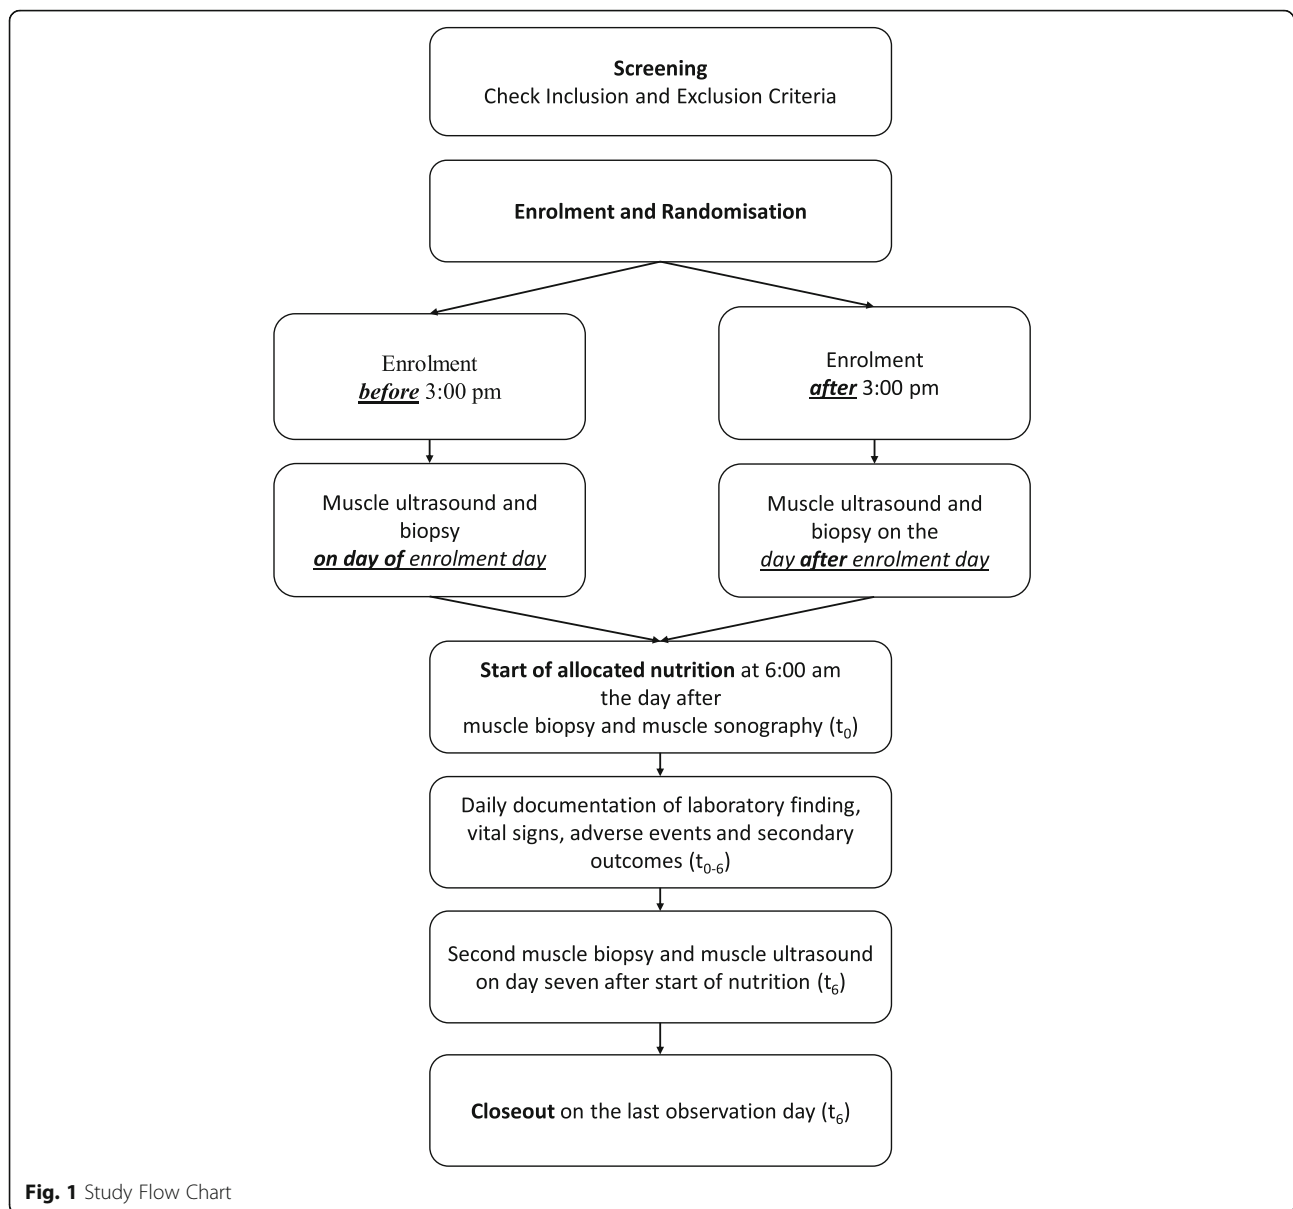 Screening
Check Inclusion and Exclusion Criteria
Enrolment and Randomisation
Enrolment
before 3:00 pm
Enrolment
after 3:00 pm
Muscle ultrasound and
biopsy
on day of enrolment day
Muscle ultrasound and
biopsy on the
day after enrolment day
Start of allocated nutrition at 6:00 am
the day after
muscle biopsy and muscle sonography (t0)
Daily documentation of laboratory finding,
vital signs, adverse events and secondary
outcomes (t0-6)
Second muscle biopsy and muscle ultrasound
on day seven after start of nutrition (t6)
Closeout on the last observation day (t6)
Fig. 1 Study Flow Chart